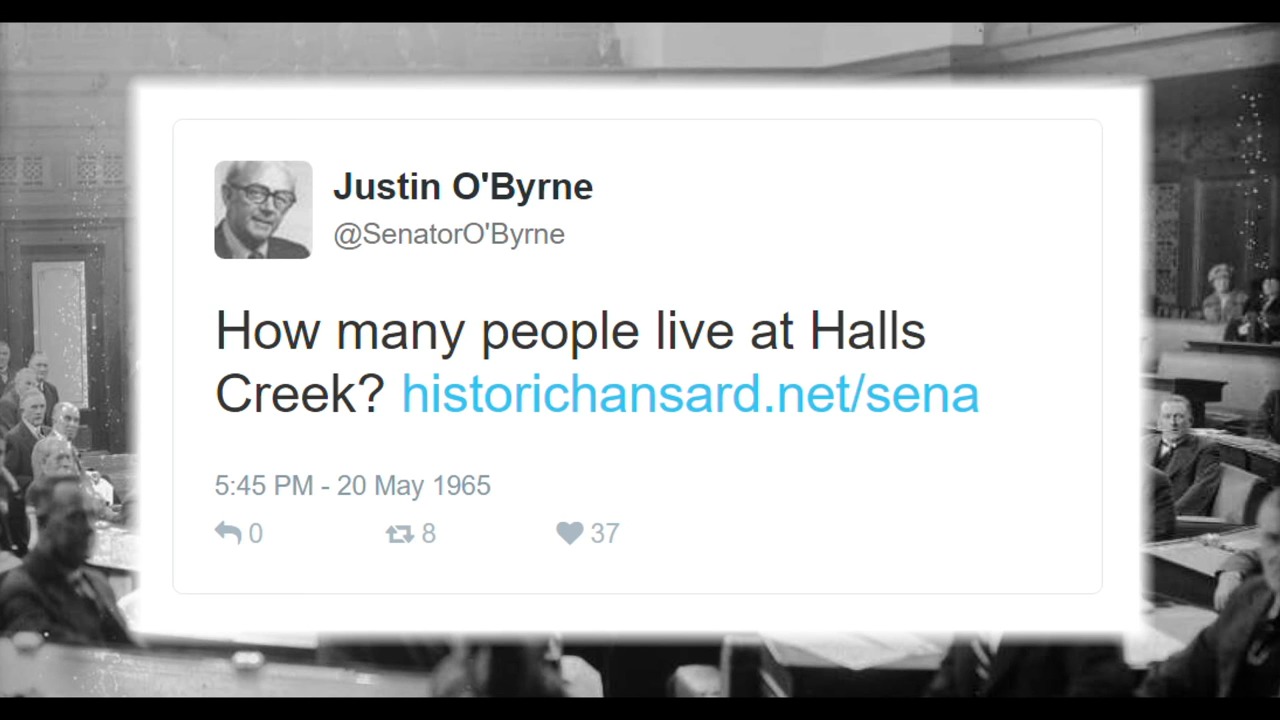 Justin O'Byrne
@SenatorO'Byrne
How many people live at Halls
Creek? historichansard.net/sena
5:45 PM - 20 May 1965
0 8 37